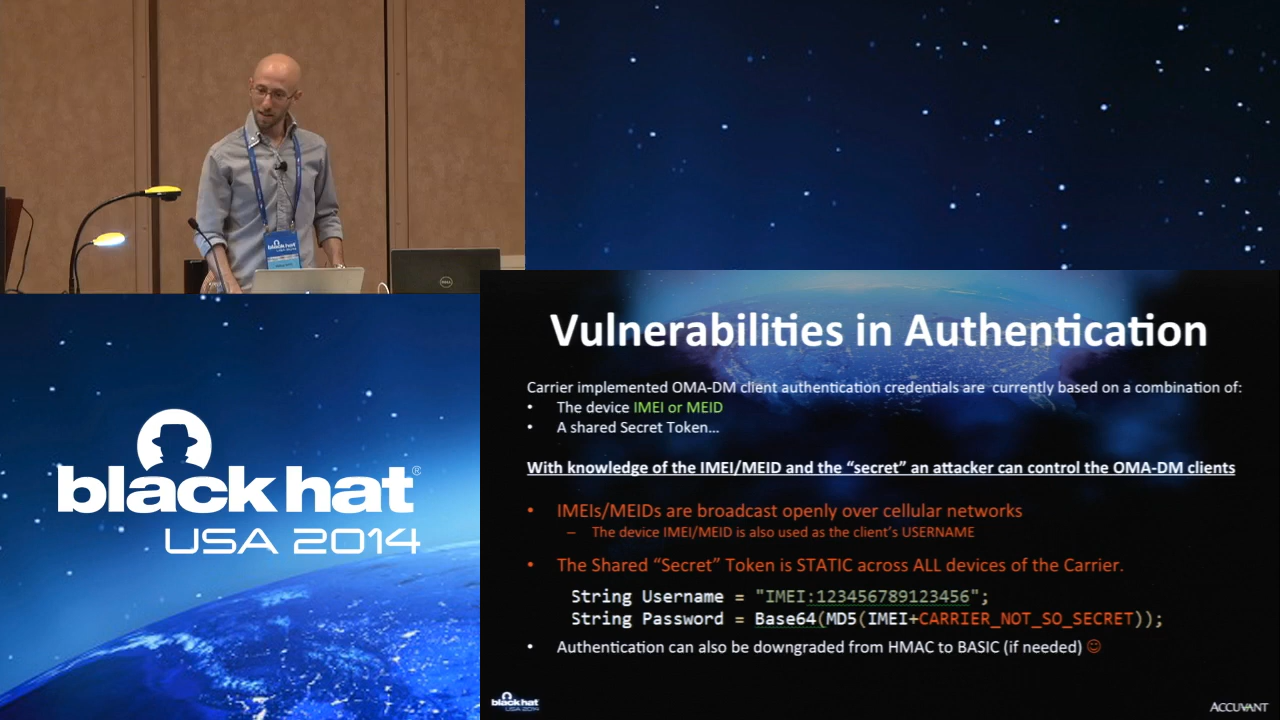 black hat
DELL
black hat®
USA 2014
Vulnerabilities in Authentication
Carrier implemented OMA-DM client authentication credentials are currently based on a combination of:
• The device IMEI or MEID
• A shared Secret Token…
With knowledge of the IMEI/MEID and the “secret” an attacker can control the OMA-DM clients
• IMEIs/MEIDs are broadcast openly over cellular networks
– The device IMEI/MEID is also used as the client’s USERNAME
• The Shared “Secret” Token is STATIC across ALL devices of the Carrier.
String Username = "IMEI:123456789123456";
String Password = Base64(MD5(IMEI+CARRIER_NOT_SO_SECRET));
• Authentication can also be downgraded from HMAC to BASIC (if needed) ☺
black hat
USA 2014
ACCUVANT